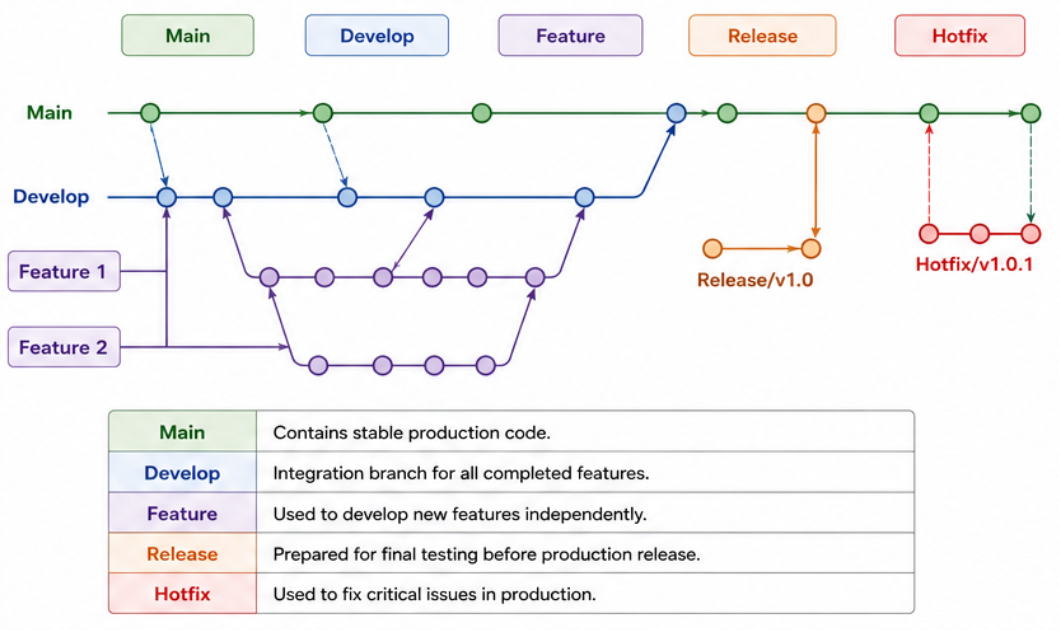 Main
Develop
Feature
Release
Hotfix
Main
Develop
Feature 1
Feature 2
Release/v1.0
Hotfix/v1.0.1
Main
Contains stable production code.
Develop
Integration branch for all completed features.
Feature
Used to develop new features independently.
Release
Prepared for final testing before production release.
Hotfix
Used to fix critical issues in production.